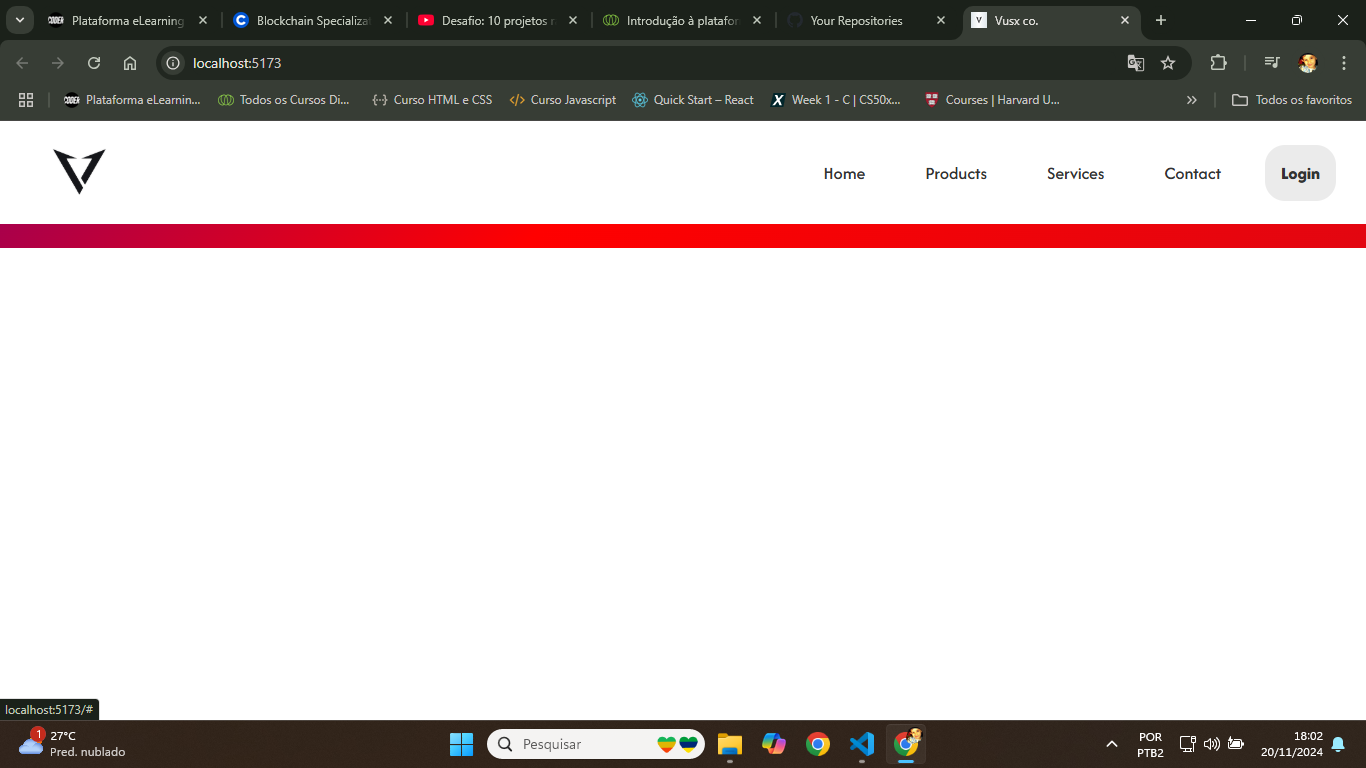 Plataforma eLearning
Blockchain Specializat
Desafio: 10 projetos r
Introdução à platafor
Your Repositories
V Vusx co.
localhost:5173
CODER Plataforma eLearnin...
Todos os Cursos Di...
Curso HTML e CSS
Curso Javascript
Quick Start – React
Week 1 - C | CS50x...
Courses | Harvard U...
Todos os favoritos
Home
Products
Services
Contact
Login
localhost:5173/#
1
27°C
Pred. nublado
Pesquisar
POR
PTB2
18:02
20/11/2024